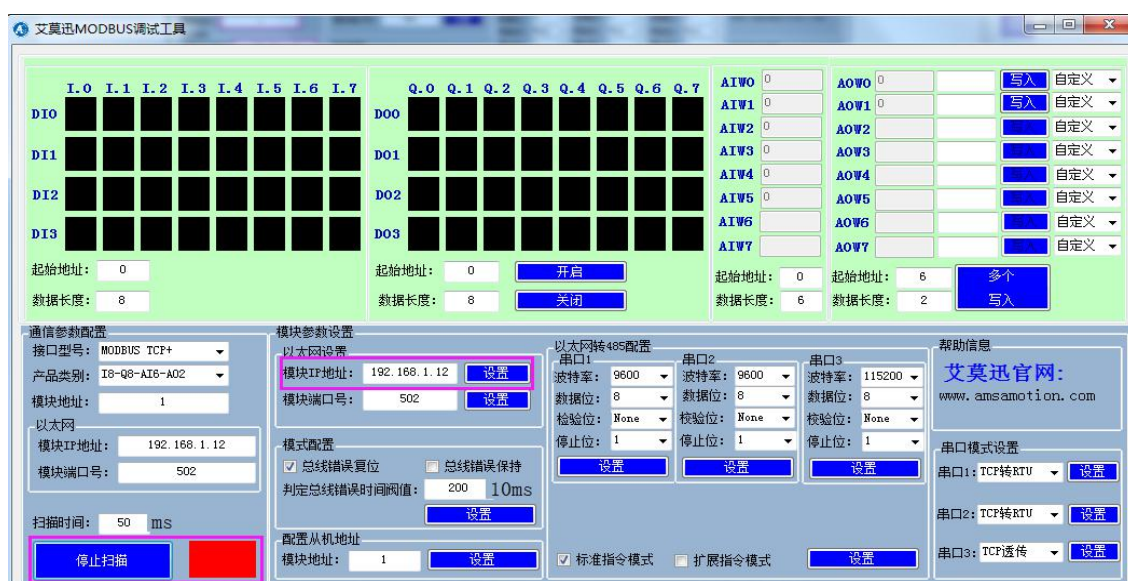 艾莫迅MODBUS调试工具
I.0 I.1 I.2 I.3 I.4 I.5 I.6 I.7
DI0
DI1
DI2
DI3
起始地址: 0
数据长度: 8
Q.0 Q.1 Q.2 Q.3 Q.4 Q.5 Q.6 Q.7
DO0
DO1
DO2
DO3
起始地址: 0 开启
数据长度: 8 关闭
AIW0 0
AIW1 0
AIW2 0
AIW3 0
AIW4 0
AIW5 0
AIW6
AIW7
起始地址: 0
数据长度: 6
AOW0 0 写入 自定义
AOW1 0 写入 自定义
AOW2 写入 自定义
AOW3 写入 自定义
AOW4 写入 自定义
AOW5 写入 自定义
AOW6 写入 自定义
AOW7 写入 自定义
起始地址: 6
数据长度: 2
多个
写入
通信参数配置
接口型号: MODBUS TCP+
产品类别: I8-Q8-AI6-AO2
模块地址: 1
以太网
模块IP地址: 192.168.1.12
模块端口号: 502
扫描时间: 50 ms
停止扫描
模块参数设置
以太网设置
模块IP地址: 192.168.1.12 设置
模块端口号: 502 设置
模式配置
总线错误复位 总线错误保持
判定总线错误时间阀值: 200 10ms
设置
配置从机地址
模块地址: 1 设置
以太网转485配置
串口1
波特率: 9600
数据位: 8
检验位: None
停止位: 1
设置
串口2
波特率: 9600
数据位: 8
校验位: None
停止位: 1
设置
串口3
波特率: 115200
数据位: 8
校验位: None
停止位: 1
设置
标准指令模式 扩展指令模式 设置
帮助信息
艾莫迅官网:
www.amsamotion.com
串口模式设置
串口1: TCP转RTU 设置
串口2: TCP转RTU 设置
串口3: TCP透传 设置